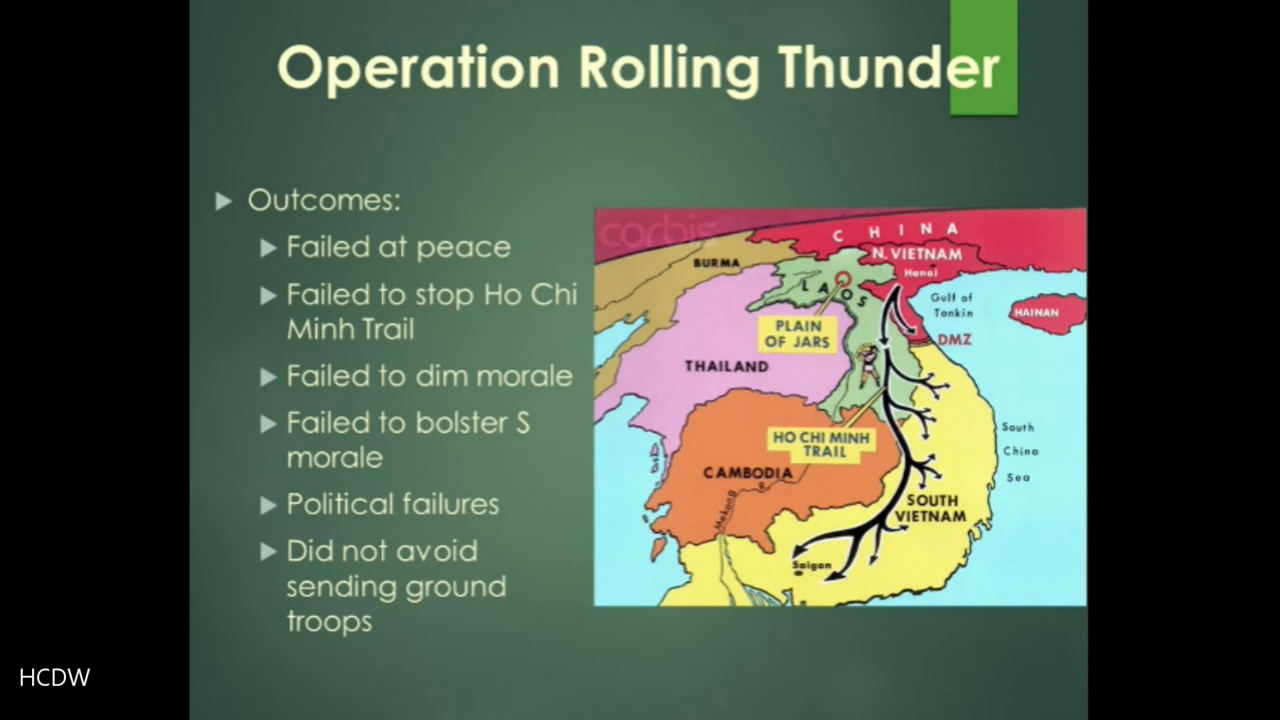 Operation Rolling Thunder
Outcomes:
Failed at peace
Failed to stop Ho Chi
Minh Trail
Failed to dim morale
Failed to bolster S
morale
Political failures
Did not avoid
sending ground
troops
corbis
CHINA
BURMA
N. VIETNAM
Hanoi
LAOS
Gulf of
Tonkin
HAINAN
PLAIN
OF JARS
DMZ
THAILAND
HO CHI MINH
TRAIL
South
China
Sea
CAMBODIA
Mekong
R
SOUTH
VIETNAM
Saigon
HCDW